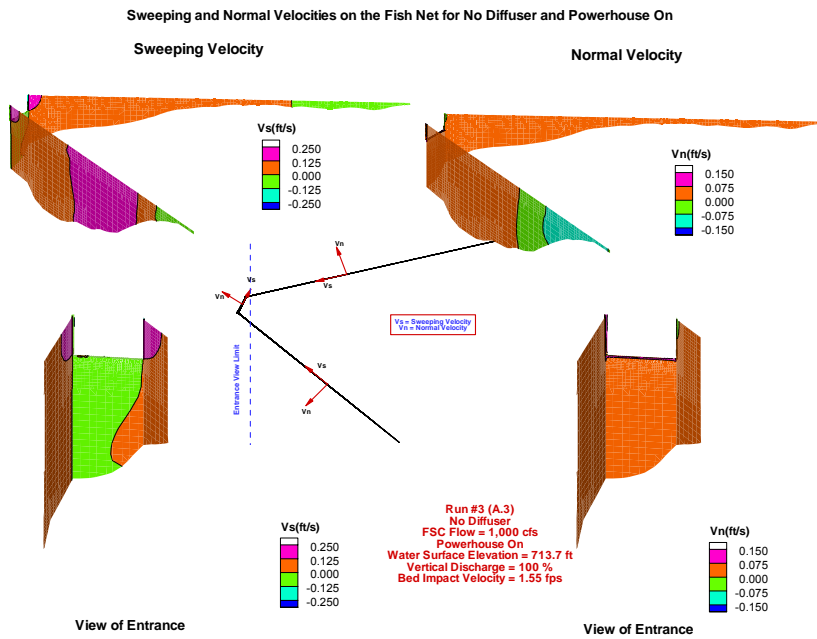 Sweeping and Normal Velocities on the Fish Net for No Diffuser and Powerhouse On
Sweeping Velocity
Normal Velocity
Vs(ft/s)
0.250
0.125
0.000
-0.125
-0.250
Vn(ft/s)
0.150
0.075
0.000
-0.075
-0.150
Vn
Vs
Vn
Vs
Vs
Vn
Entrance View Limit
Vs = Sweeping Velocity
Vn = Normal Velocity
Run #3 (A.3)
No Diffuser
FSC Flow = 1,000 cfs
Powerhouse On
Water Surface Elevation = 713.7 ft
Vertical Discharge = 100 %
Bed Impact Velocity = 1.55 fps
Vs(ft/s)
0.250
0.125
0.000
-0.125
-0.250
Vn(ft/s)
0.150
0.075
0.000
-0.075
-0.150
View of Entrance
View of Entrance